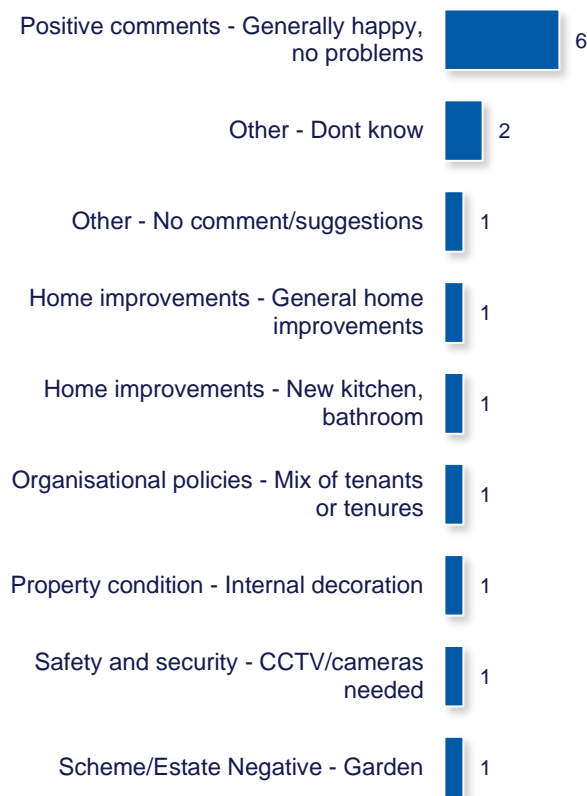 Positive comments - Generally happy,
no problems
6
Other - Dont know
2
Other - No comment/suggestions
1
Home improvements - General home
improvements
1
Home improvements - New kitchen,
bathroom
1
Organisational policies - Mix of tenants
or tenures
1
Property condition - Internal decoration
1
Safety and security - CCTV/cameras
needed
1
Scheme/Estate Negative - Garden
1